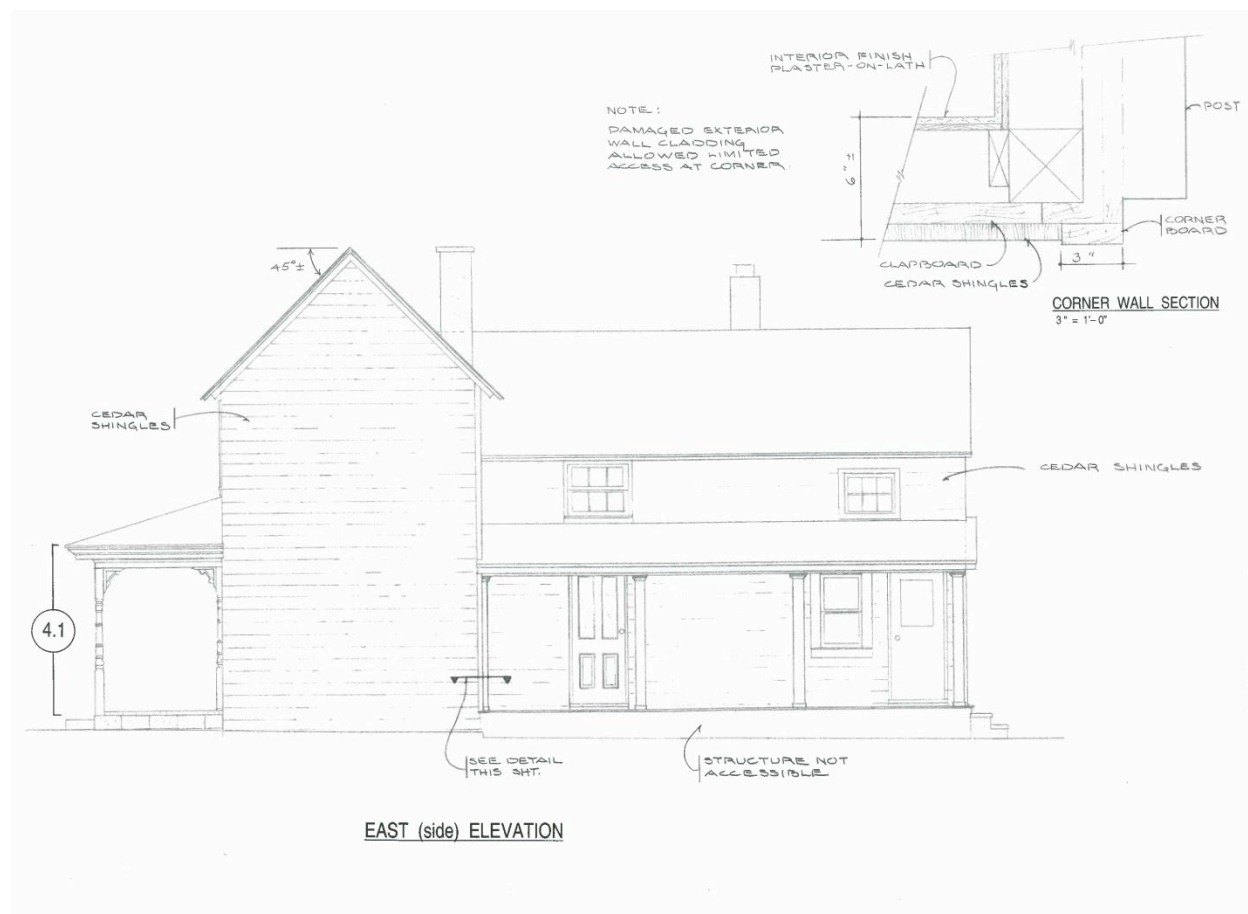 INTERIOR FINISH
PLASTER-ON-LATH
POST
NOTE:
DAMAGED EXTERIOR
WALL CLADDING
ALLOWED LIMITED
ACCESS AT CORNER.
6" ±
CORNER
BOARD
3"
CLAPBOARD
CEDAR SHINGLES
CORNER WALL SECTION
3" = 1'-0"
45°±
CEDAR
SHINGLES
CEDAR SHINGLES
4.1
SEE DETAIL
THIS SHT.
STRUCTURE NOT
ACCESSIBLE
EAST (side) ELEVATION